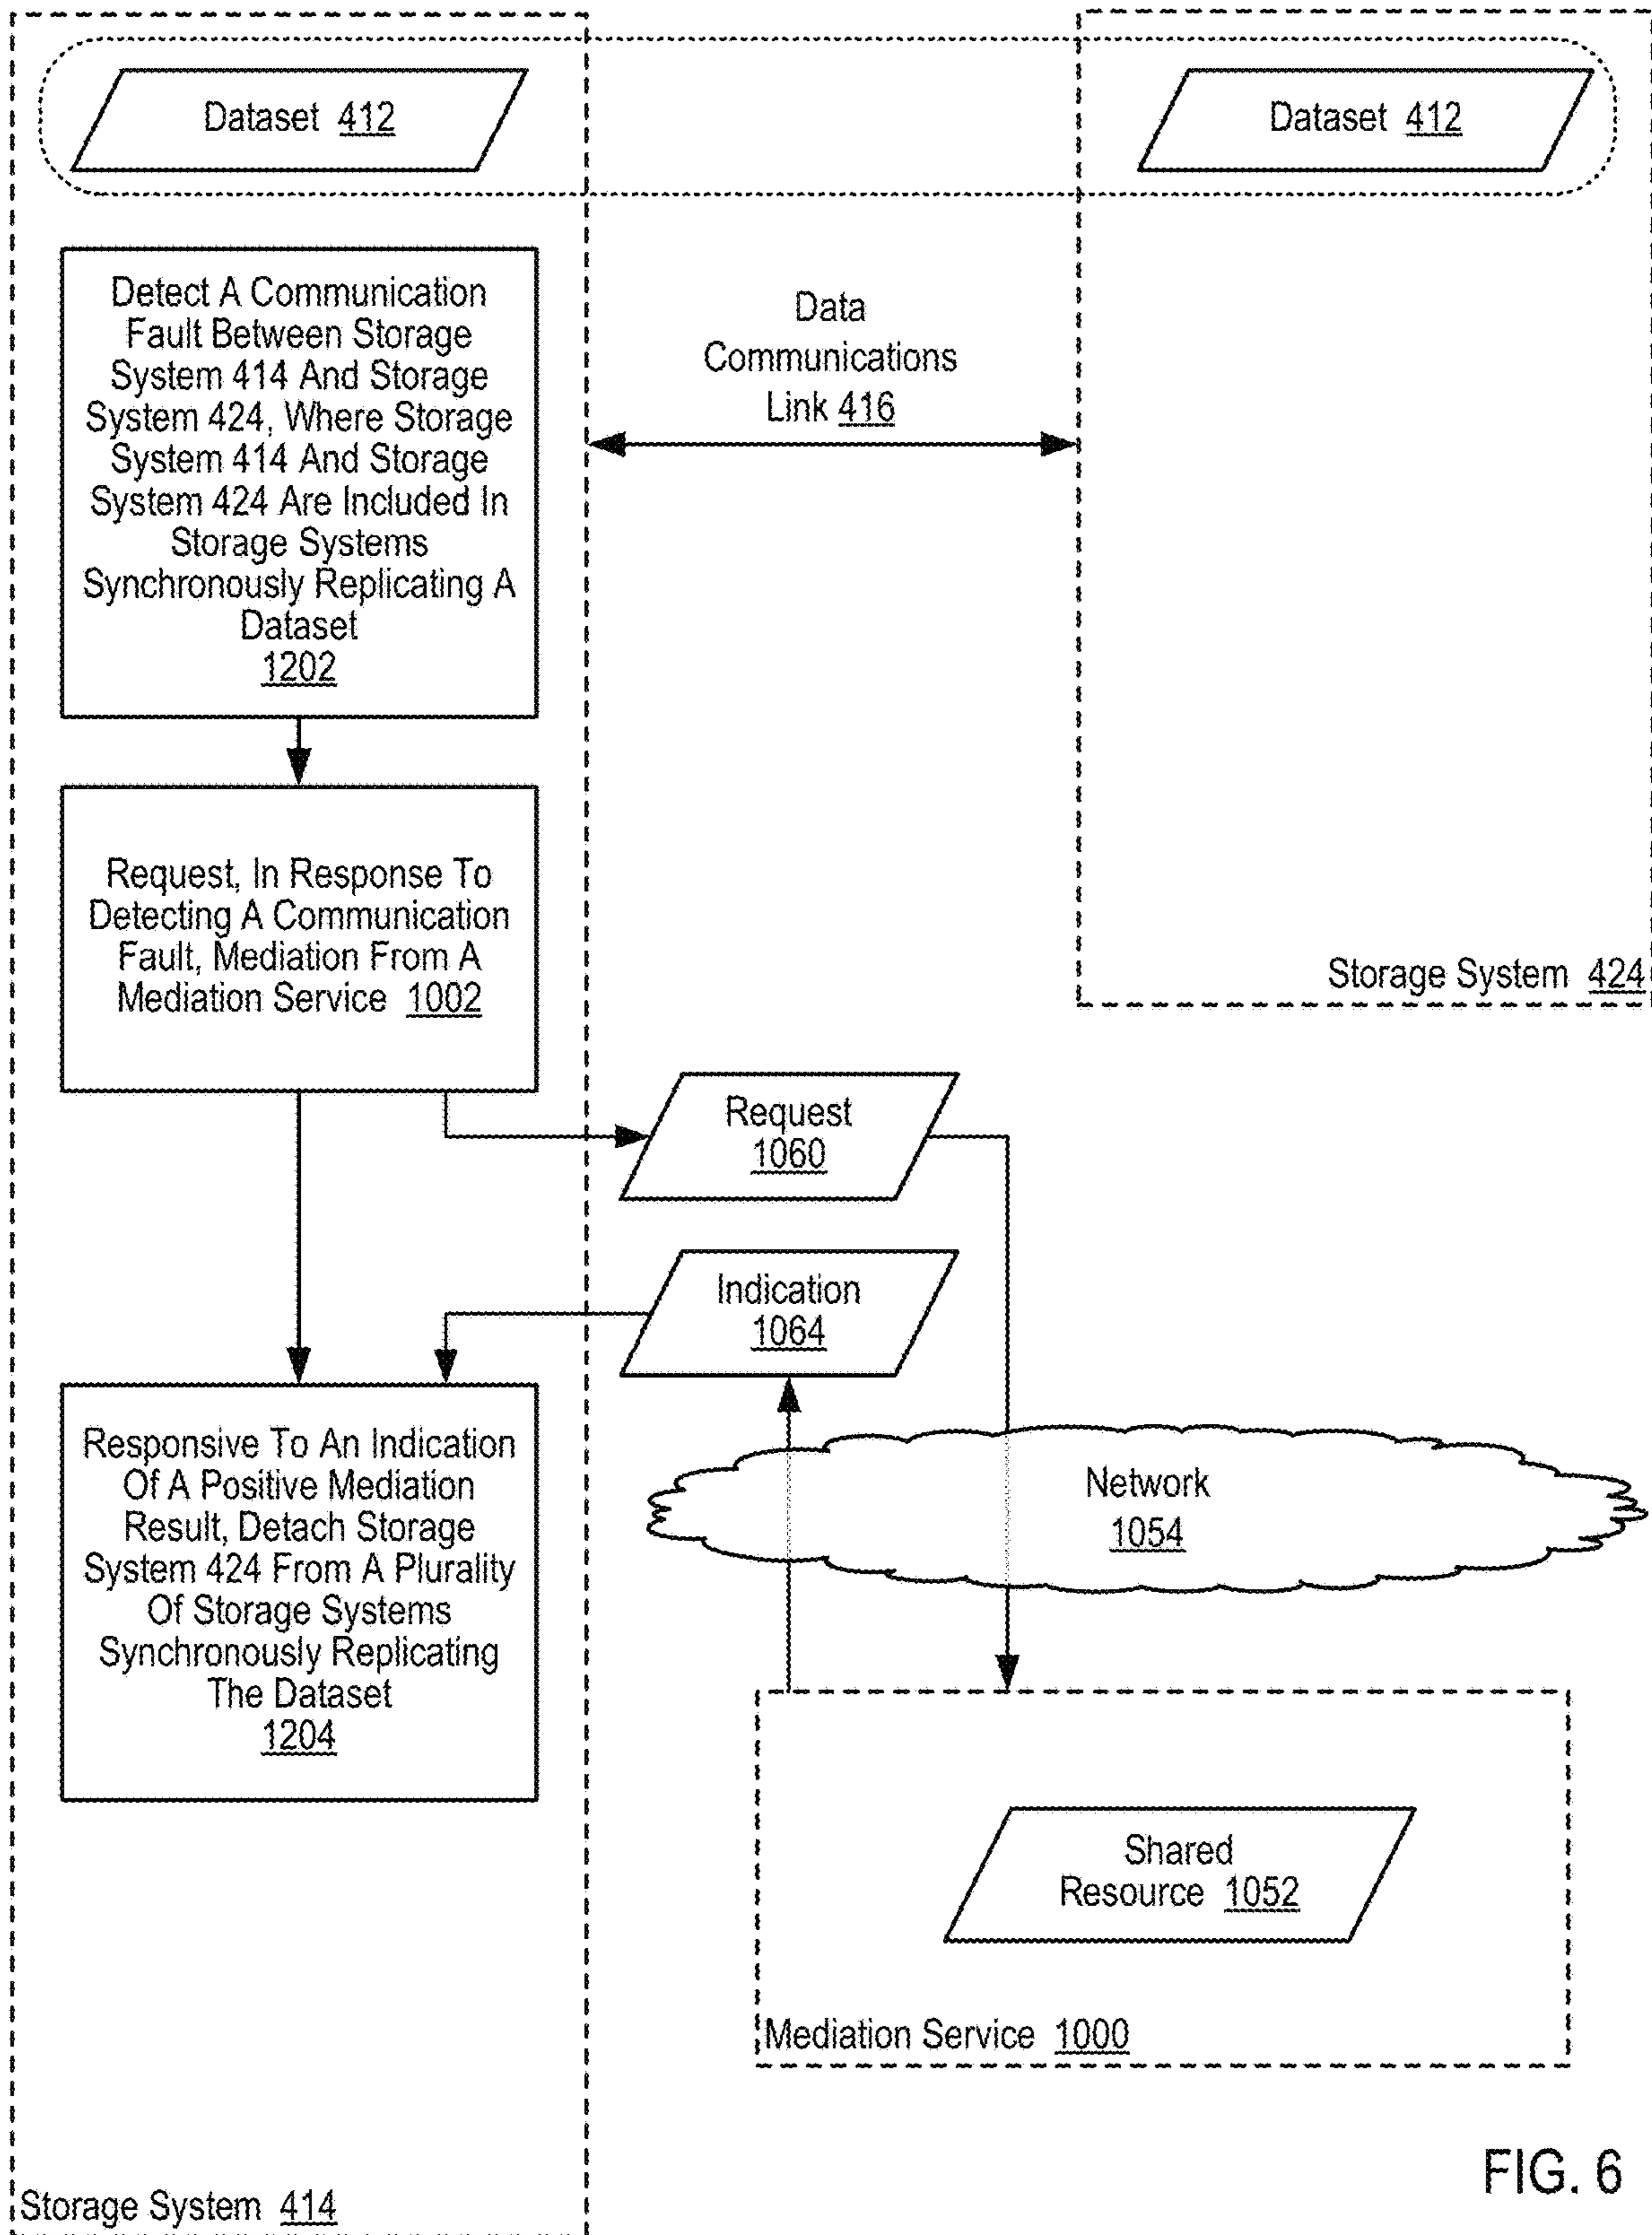 Dataset 412
Dataset 412
Detect A Communication
Fault Between Storage
System 414 And Storage
System 424, Where Storage
System 414 And Storage
System 424 Are Included In
Storage Systems
Synchronously Replicating A
Dataset
1202
Data
Communications
Link 416
Request, In Response To
Detecting A Communication
Fault, Mediation From A
Mediation Service 1002
Storage System 424
Request
1060
Indication
1064
Responsive To An Indication
Of A Positive Mediation
Result, Detach Storage
System 424 From A Plurality
Of Storage Systems
Synchronously Replicating
The Dataset
1204
Network
1054
Shared
Resource 1052
Mediation Service 1000
Storage System 414
FIG. 6